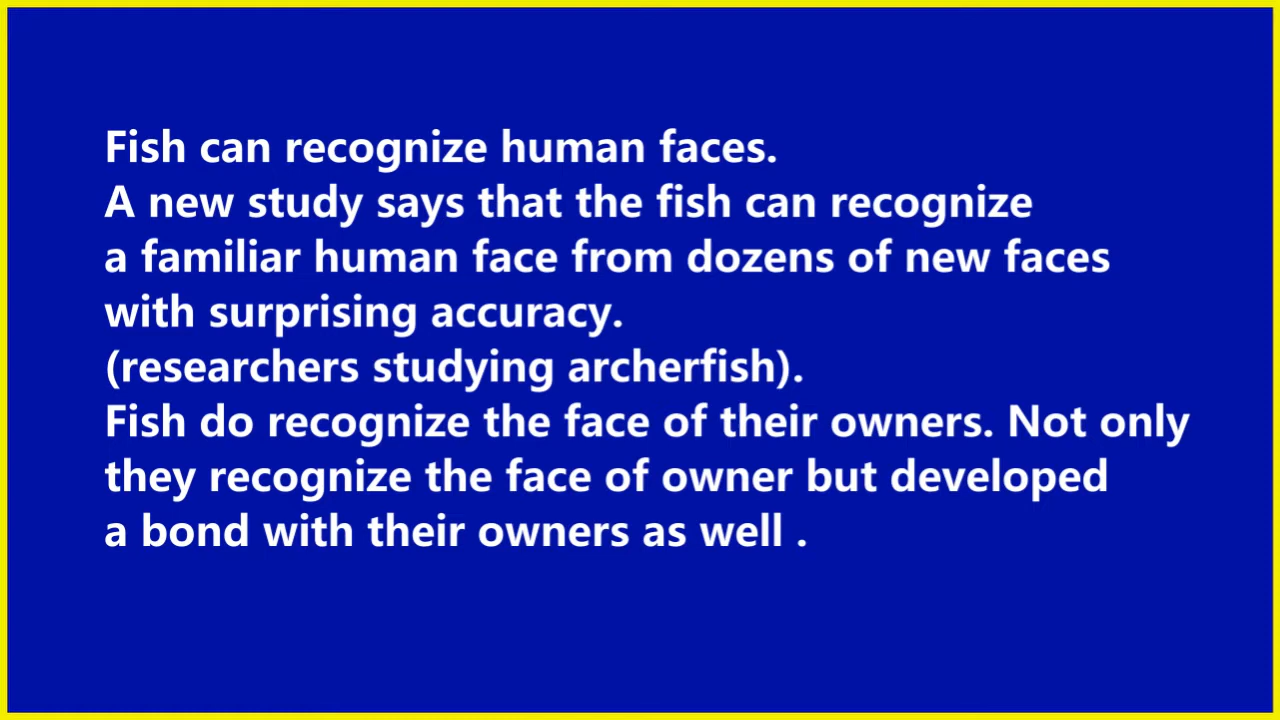 Fish can recognize human faces.
A new study says that the fish can recognize
a familiar human face from dozens of new faces
with surprising accuracy.
(researchers studying archerfish).
Fish do recognize the face of their owners. Not only
they recognize the face of owner but developed
a bond with their owners as well .